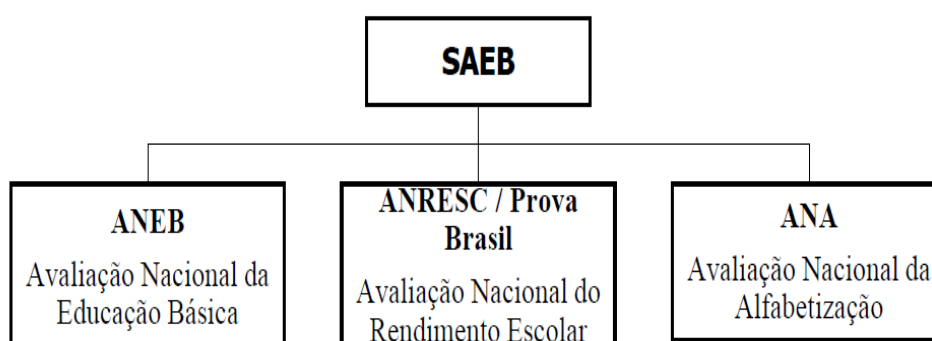 SAEB
ANEB
Avaliação Nacional da
Educação Básica
ANRESC / Prova
Brasil
Avaliação Nacional do
Rendimento Escolar
ANA
Avaliação Nacional da
Alfabetização